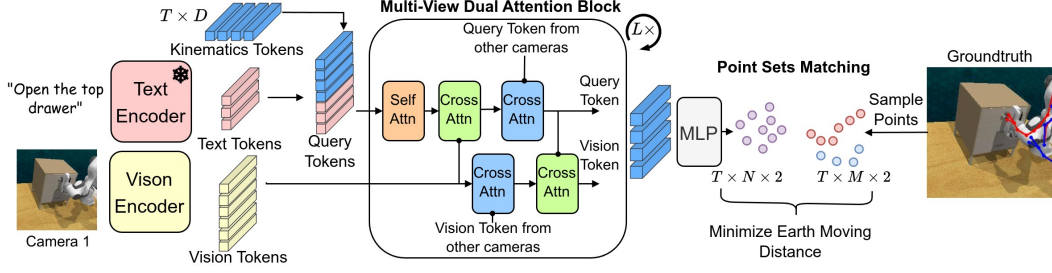 T × D
Kinematics Tokens
"Open the top
drawer"
Text
Encoder
Text Tokens
Query
Tokens
Camera 1
Vison
Encoder
Vision Tokens
Multi-View Dual Attention Block
Query Token from
other cameras
L×
Self
Attn
Cross
Attn
Cross
Attn
Query
Token
Cross
Attn
Cross
Attn
Vision
Token
Vision Token from
other cameras
MLP
Point Sets Matching
T × N × 2
T × M × 2
Minimize Earth Moving
Distance
Sample
Points
Groundtruth